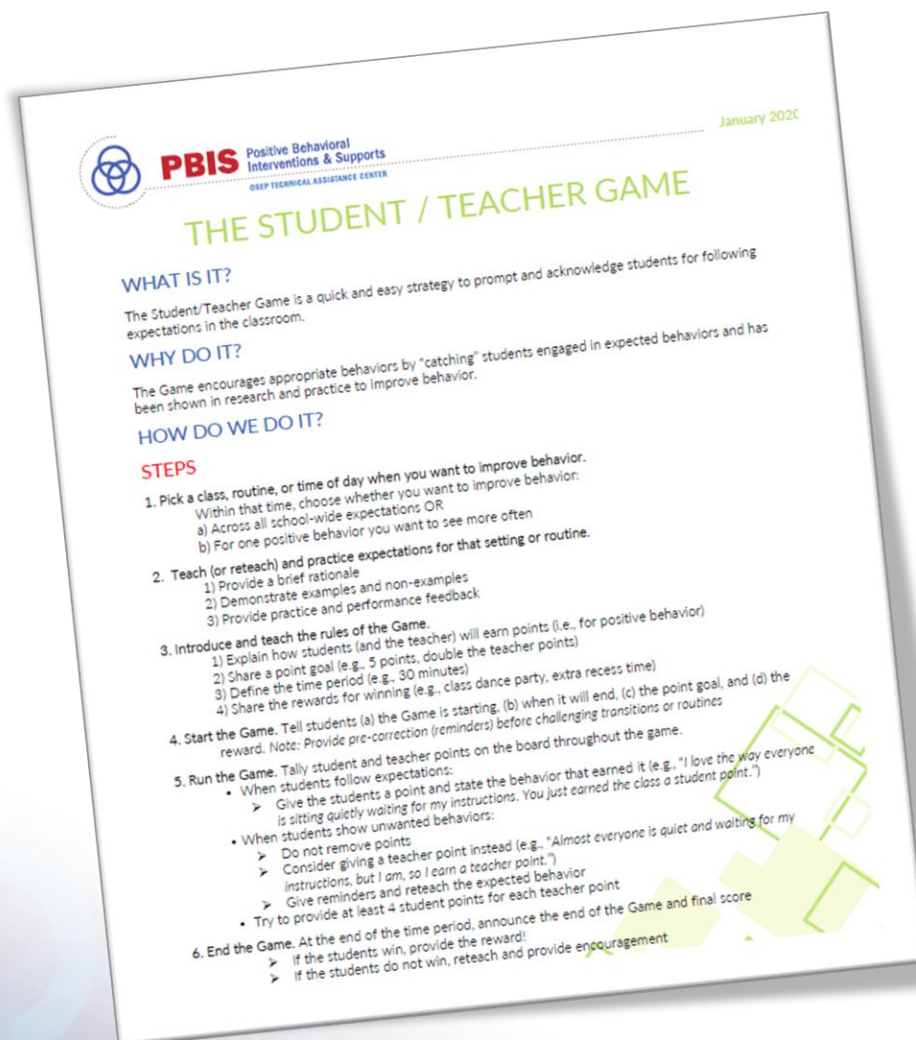 January 2020
PBIS Positive Behavioral
Interventions & Supports
OSEP TECHNICAL ASSISTANCE CENTER
THE STUDENT / TEACHER GAME
WHAT IS IT?
The Student/Teacher Game is a quick and easy strategy to prompt and acknowledge students for following
expectations in the classroom.
WHY DO IT?
The Game encourages appropriate behaviors by “catching” students engaged in expected behaviors and has
been shown in research and practice to improve behavior.
HOW DO WE DO IT?
STEPS
1. Pick a class, routine, or time of day when you want to improve behavior.
Within that time, choose whether you want to improve behavior:
a) Across all school-wide expectations OR
b) For one positive behavior you want to see more often
2. Teach (or reteach) and practice expectations for that setting or routine.
1) Provide a brief rationale
2) Demonstrate examples and non-examples
3) Provide practice and performance feedback
3. Introduce and teach the rules of the Game.
1) Explain how students (and the teacher) will earn points (i.e., for positive behavior)
2) Share a point goal (e.g., 5 points, double the teacher points)
3) Define the time period (e.g., 30 minutes)
4) Share the rewards for winning (e.g., class dance party, extra recess time)
4. Start the Game. Tell students (a) the Game is starting, (b) when it will end, (c) the point goal, and (d) the
reward. Note: Provide pre-correction (reminders) before challenging transitions or routines
5. Run the Game. Tally student and teacher points on the board throughout the game.
• When students follow expectations:
➢ Give the students a point and state the behavior that earned it (e.g., “I love the way everyone
is sitting quietly waiting for my instructions. You just earned the class a student point.”)
• When students show unwanted behaviors:
➢ Do not remove points
➢ Consider giving a teacher point instead (e.g., “Almost everyone is quiet and waiting for my
instructions, but I am, so I earn a teacher point.”)
➢ Give reminders and reteach the expected behavior
• Try to provide at least 4 student points for each teacher point
6. End the Game. At the end of the time period, announce the end of the Game and final score
➢ If the students win, provide the reward!
➢ If the students do not win, reteach and provide encouragement